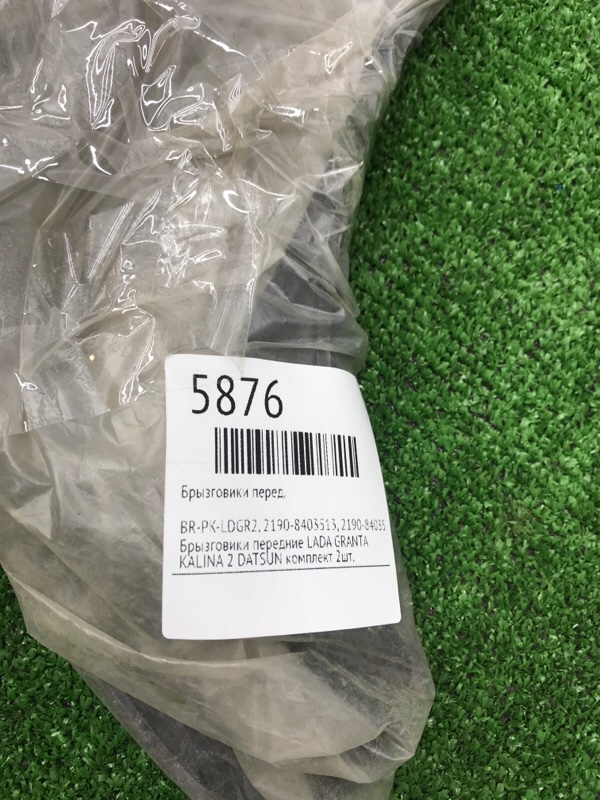 5876
Брызговики перед.
BR-PK-LDGR2, 2190-8403513, 2190-84035
Брызговики передние LADA GRANTA
KALINA 2 DATSUN комплект 2шт.